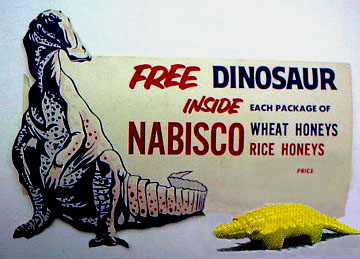 FREE DINOSAUR
INSIDE EACH PACKAGE OF
NABISCO WHEAT HONEYS
RICE HONEYS
PRICE